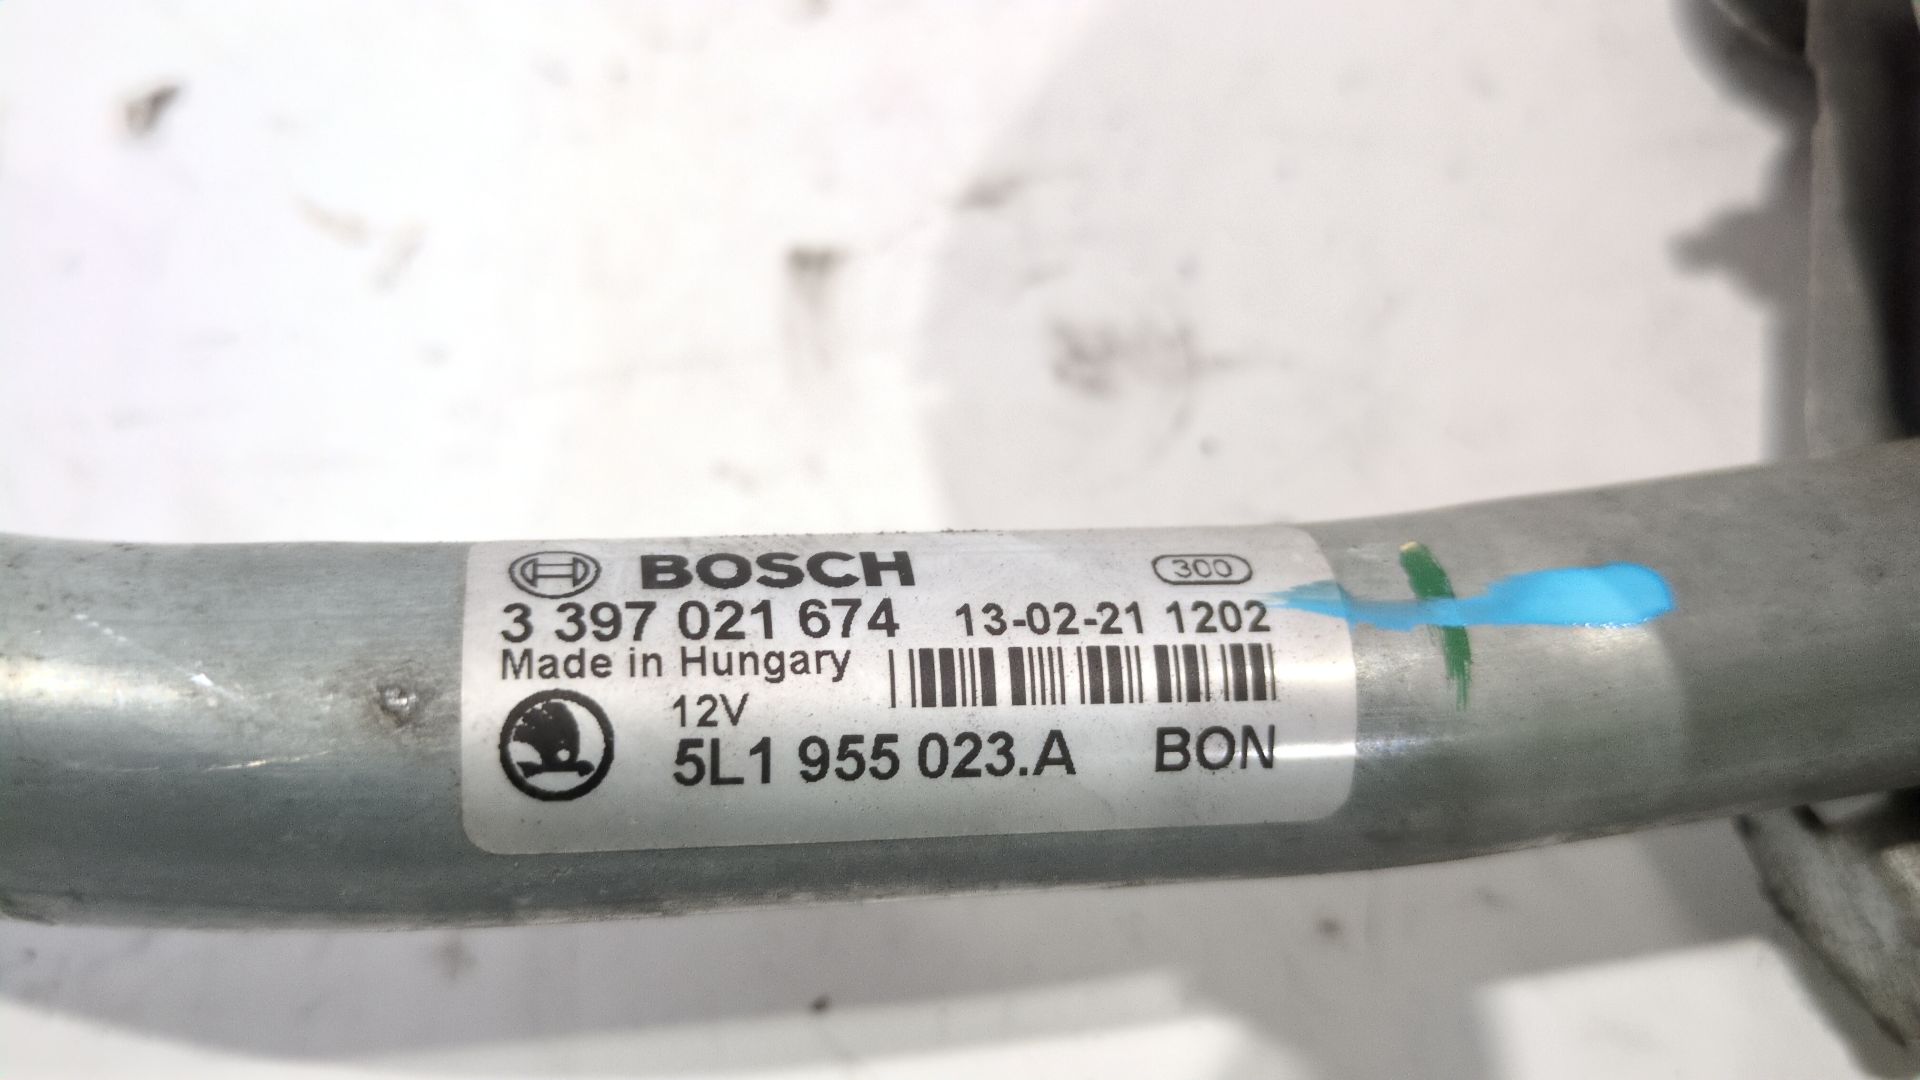 BOSCH 300
3 397 021 674 13-02-21 1202
Made in Hungary
12V
5L1 955 023.A BON